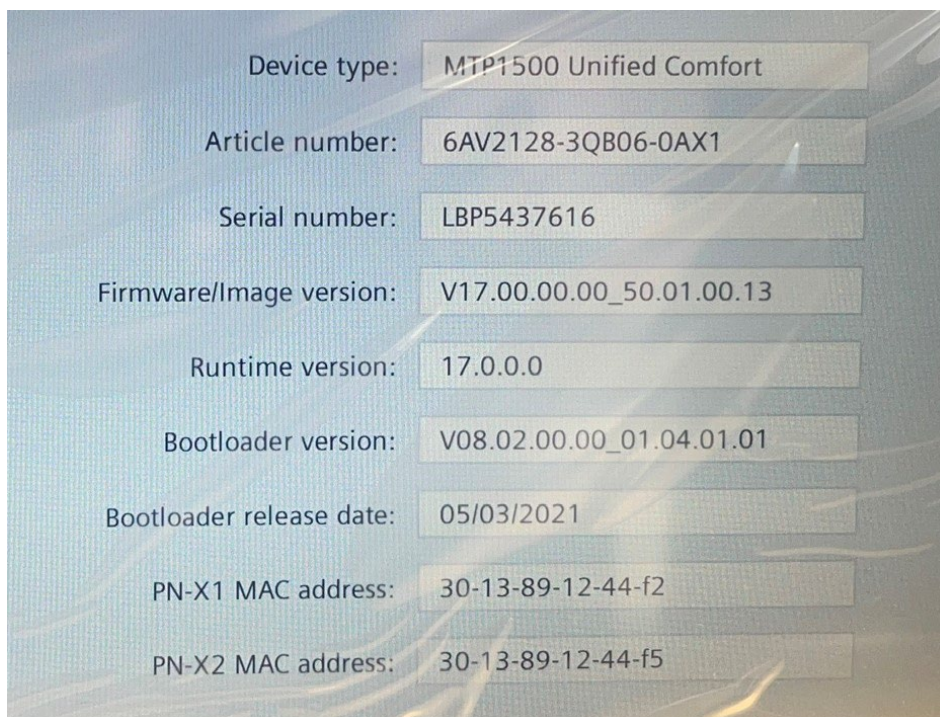 Device type: MTP1500 Unified Comfort
Article number: 6AV2128-3QB06-0AX1
Serial number: LBP5437616
Firmware/Image version: V17.00.00.00_50.01.00.13
Runtime version: 17.0.0.0
Bootloader version: V08.02.00.00_01.04.01.01
Bootloader release date: 05/03/2021
PN-X1 MAC address: 30-13-89-12-44-f2
PN-X2 MAC address: 30-13-89-12-44-f5